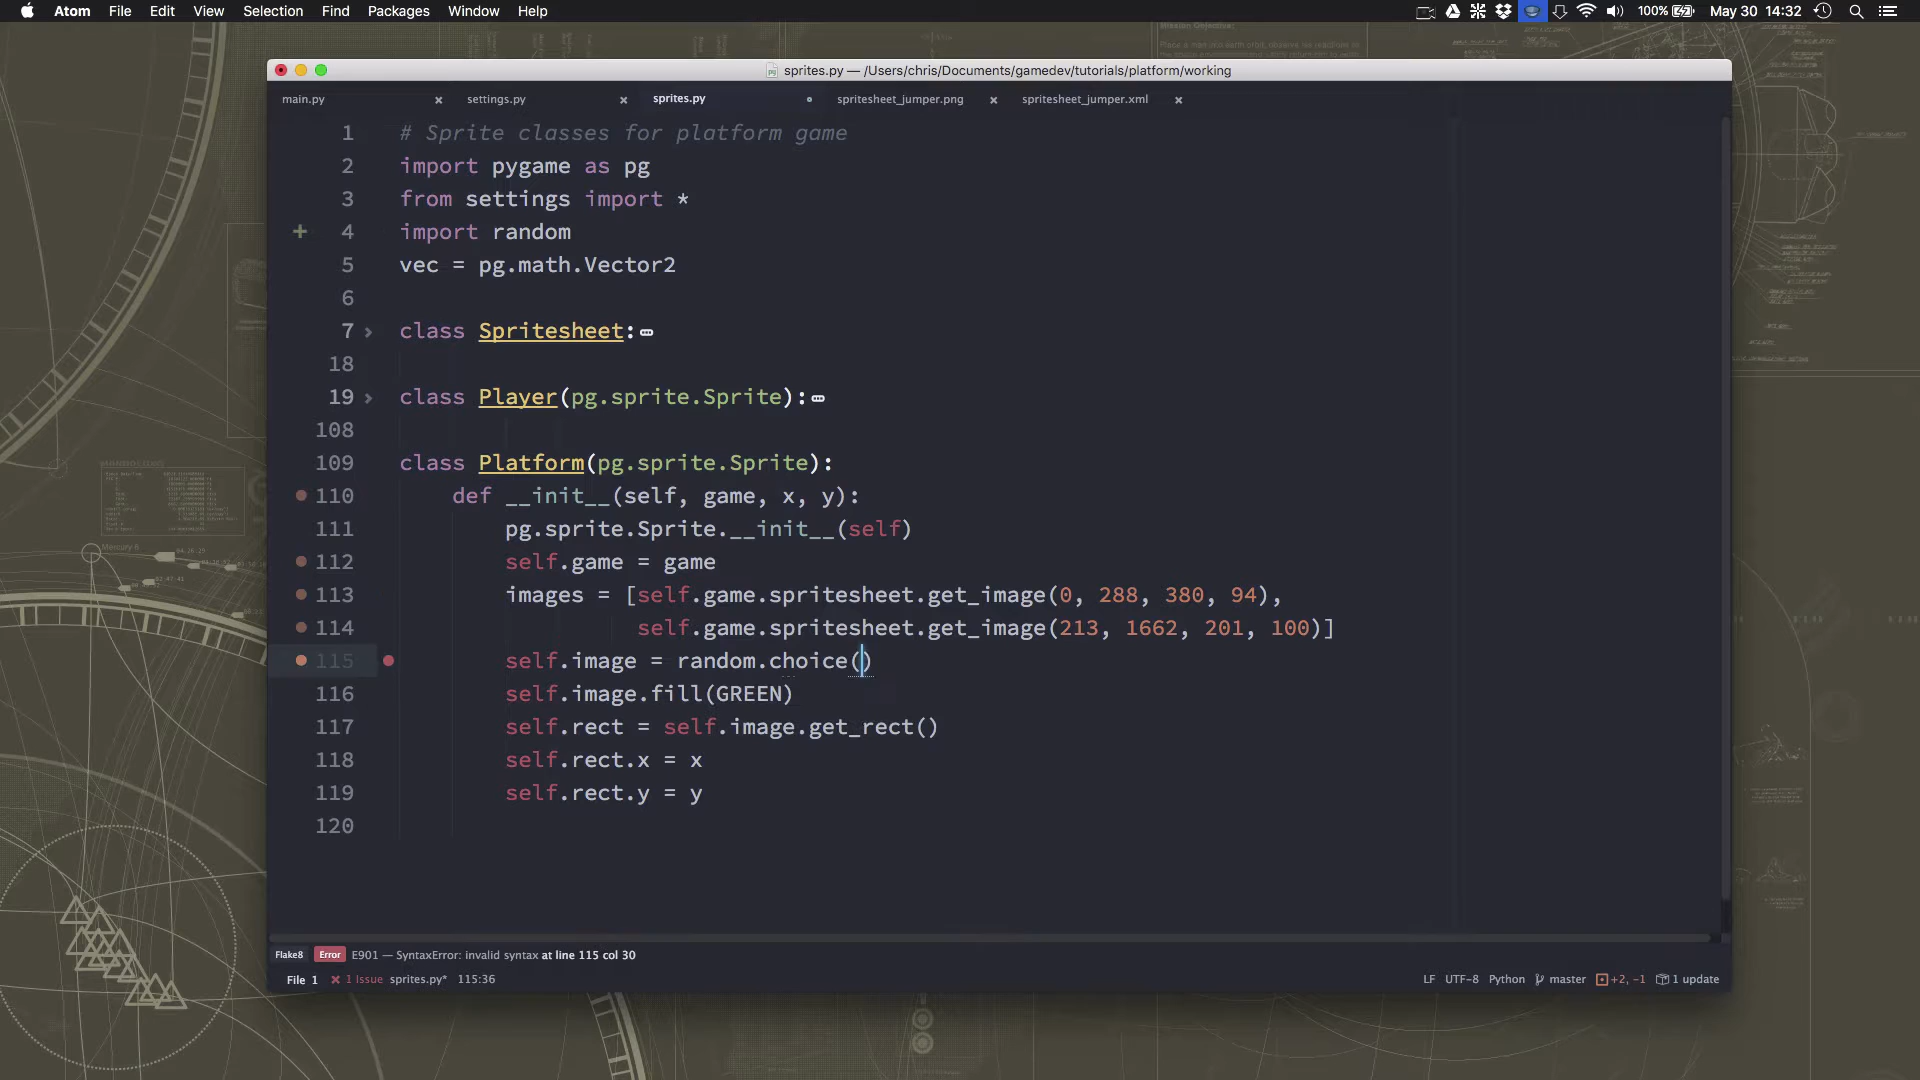 Atom File Edit View Selection Find Packages Window Help 100% May 30 14:32
sprites.py — /Users/chris/Documents/gamedev/tutorials/platform/working
main.py settings.py sprites.py spritesheet_jumper.png spritesheet_jumper.xml
1 # Sprite classes for platform game
2 import pygame as pg
3 from settings import *
4 import random
5 vec = pg.math.Vector2
6
7 class Spritesheet:
18
19 class Player(pg.sprite.Sprite):
108
109 class Platform(pg.sprite.Sprite):
110 def __init__(self, game, x, y):
111 pg.sprite.Sprite.__init__(self)
112 self.game = game
113 images = [self.game.spritesheet.get_image(0, 288, 380, 94),
114 self.game.spritesheet.get_image(213, 1662, 201, 100)]
115 self.image = random.choice()
116 self.image.fill(GREEN)
117 self.rect = self.image.get_rect()
118 self.rect.x = x
119 self.rect.y = y
120
Flake8 Error E901 — SyntaxError: invalid syntax at line 115 col 30
File 1 1 Issue sprites.py* 115:36 LF UTF-8 Python master +2, -1 1 update